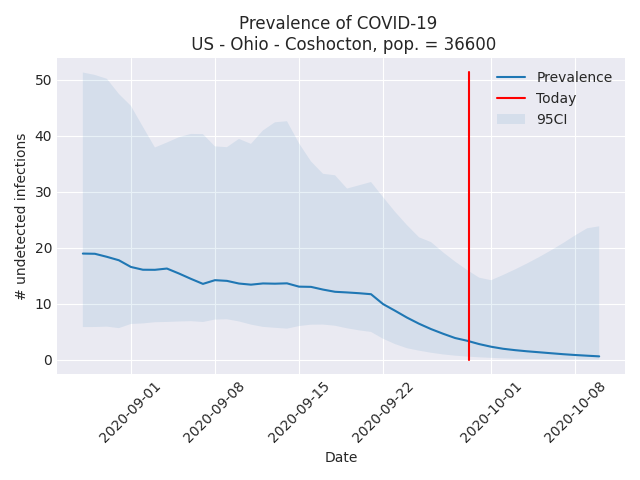 Prevalence of COVID-19
US - Ohio - Coshocton, pop. = 36600
50
40
30
20
10
0
# undetected infections
Prevalence
Today
95CI
2020-09-01
2020-09-08
2020-09-15
2020-09-22
2020-10-01
2020-10-08
Date